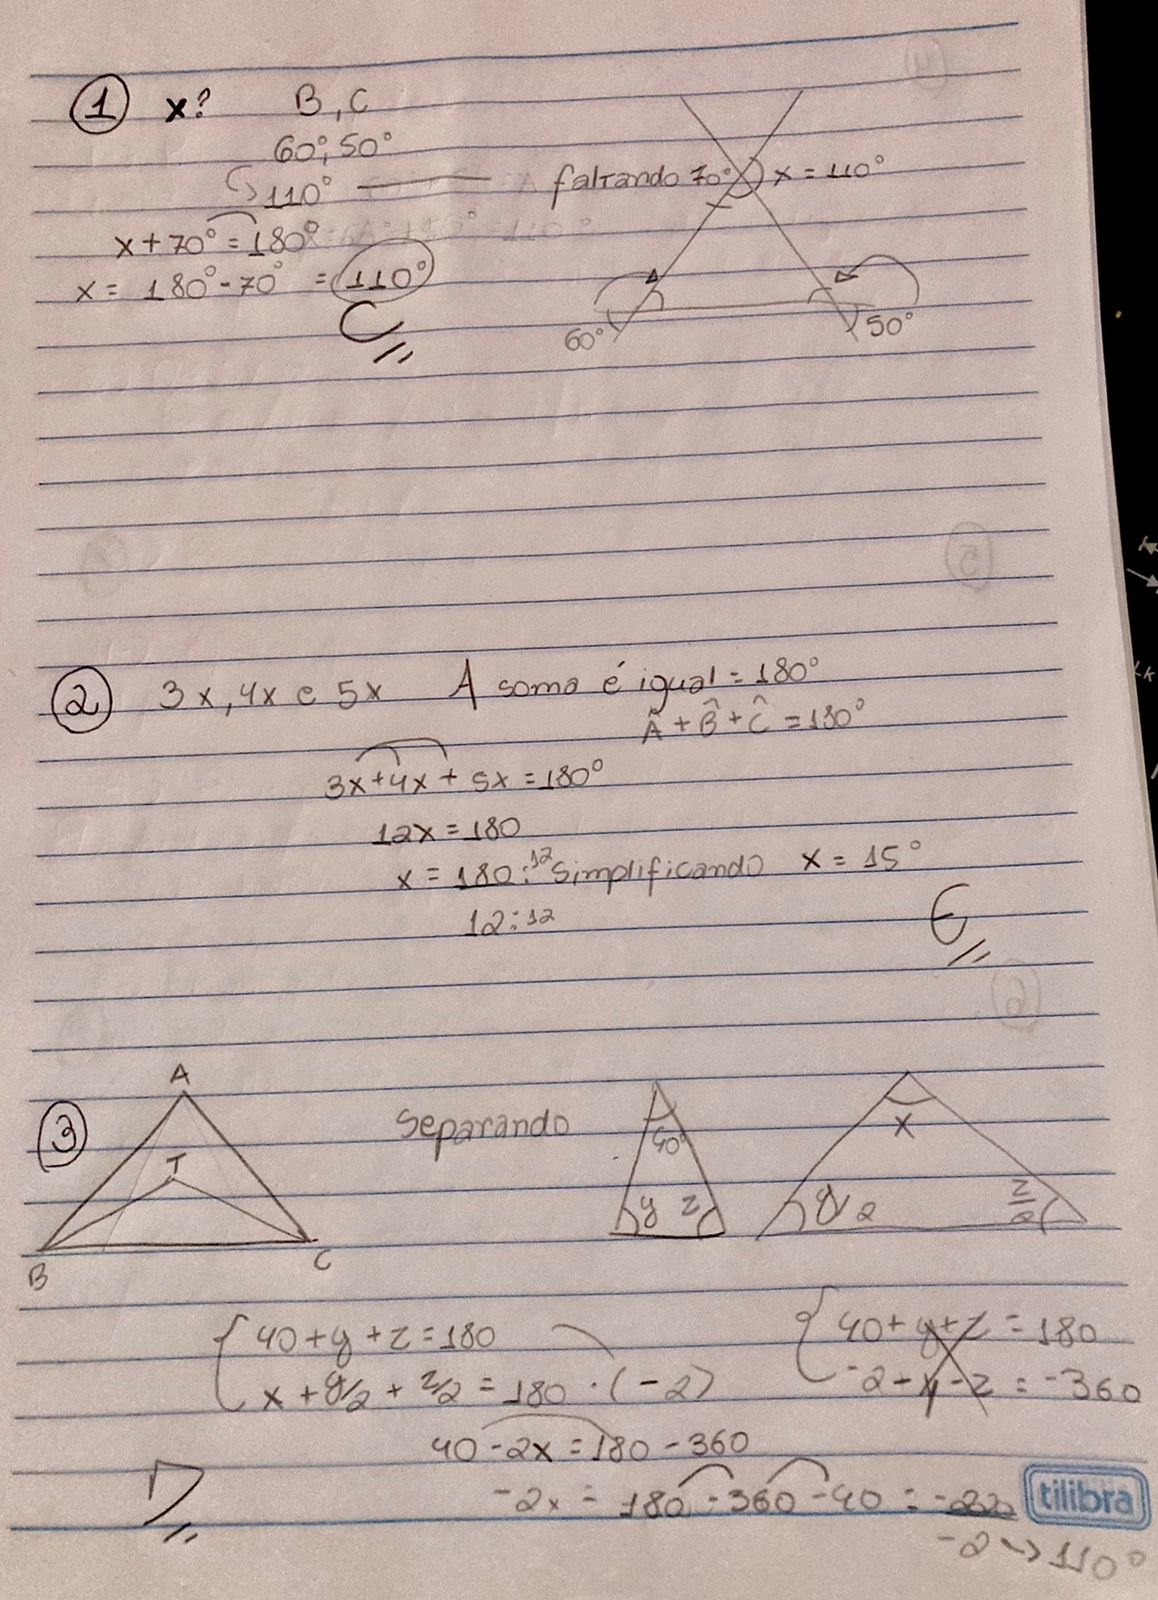 1 x? B, C
60°; 50°
110° faltando 70° x = 110°
x + 70° = 180°
x = 180° - 70° = 110°
C
60° 50°
2 3x, 4x e 5x A soma é igual = 180°
Â + B̂ + Ĉ = 180°
3x + 4x + 5x = 180°
12x = 180
x = 180:12 simplificando x = 15°
12:12
E
A
3 Separando 40° x
I
y z y/2 z/2
B C
40 + y + z = 180 40 + y + z = 180
x + y/2 + z/2 = 180 · (-2) -2 - y - z = -360
40 - 2x = 180 - 360
-2x = 180 - 360 - 40 = -220 tilibra
D -2 → 110°